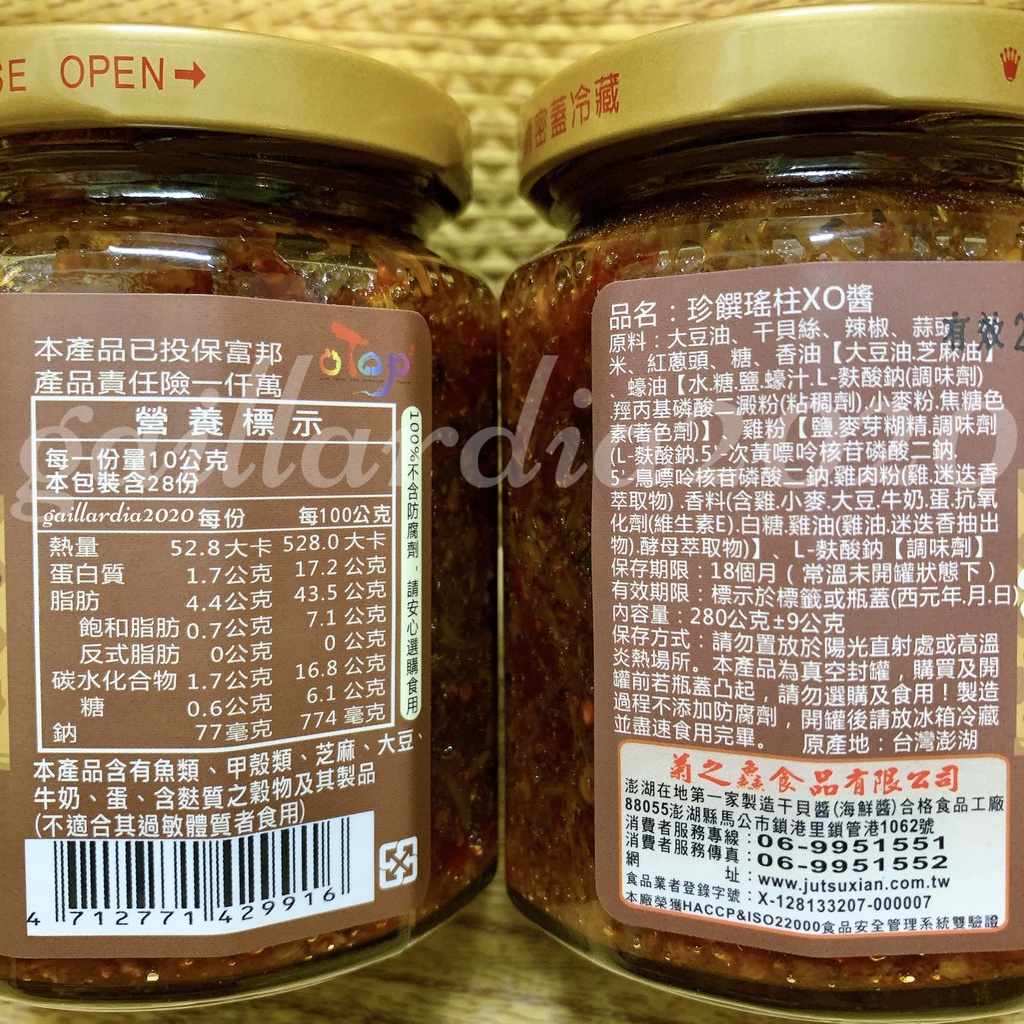 SE OPEN→
密蓋冷藏
本產品已投保富邦
產品責任險一仟萬
oTop
營養標示
每一份量10公克
本包裝含28份
gaillardia2020 每份 每100公克
熱量 52.8大卡 528.0大卡
蛋白質 1.7公克 17.2公克
脂肪 4.4公克 43.5公克
飽和脂肪 0.7公克 7.1公克
反式脂肪 0公克 0公克
碳水化合物 1.7公克 16.8公克
糖 0.6公克 6.1公克
鈉 77毫克 774毫克
100%不含防腐劑，請安心選購食用
本產品含有魚類、甲殼類、芝麻、大豆、
牛奶、蛋、含麩質之穀物及其製品
(不適合其過敏體質者食用)
4 712771 429916
品名：珍饌瑤柱XO醬
原料：大豆油、干貝絲、辣椒、蒜頭
有效2
米、紅蔥頭、糖、香油【大豆油.芝麻油】
、蠔油【水.糖.鹽.蠔汁.L-麩酸鈉(調味劑)
.羥丙基磷酸二澱粉(粘稠劑).小麥粉.焦糖色
素(著色劑)】、雞粉【鹽.麥芽糊精.調味劑
(L-麩酸鈉.5'-次黃嘌呤核苷磷酸二鈉.
5'-鳥嘌呤核苷磷酸二鈉.雞肉粉(雞.迷迭香
萃取物).香料(含雞.小麥.大豆.牛奶.蛋.抗氧
化劑(維生素E).白糖.雞油(雞油.迷迭香抽出
物).酵母萃取物)】、L-麩酸鈉【調味劑】
保存期限：18個月（常溫未開罐狀態下）
有效期限：標示於標籤或瓶蓋(西元年.月.日)
內容量：280公克±9公克
保存方式：請勿置放於陽光直射處或高溫
炎熱場所。本產品為真空封罐，購買及開
罐前若瓶蓋凸起，請勿選購及食用！製造
過程不添加防腐劑，開罐後請放冰箱冷藏
並盡速食用完畢。 原產地：台灣澎湖
菊之鱻食品有限公司
澎湖在地第一家製造干貝醬(海鮮醬)合格食品工廠
88055澎湖縣馬公市鎖港里鎖管港1062號
消費者服務專線：06-9951551
消費者服務傳真：06-9951552
網址：www.jutsuxian.com.tw
食品業者登錄字號：X-128133207-000007
本廠榮獲HACCP&ISO22000食品安全管理系統雙驗證
gaillardia2020